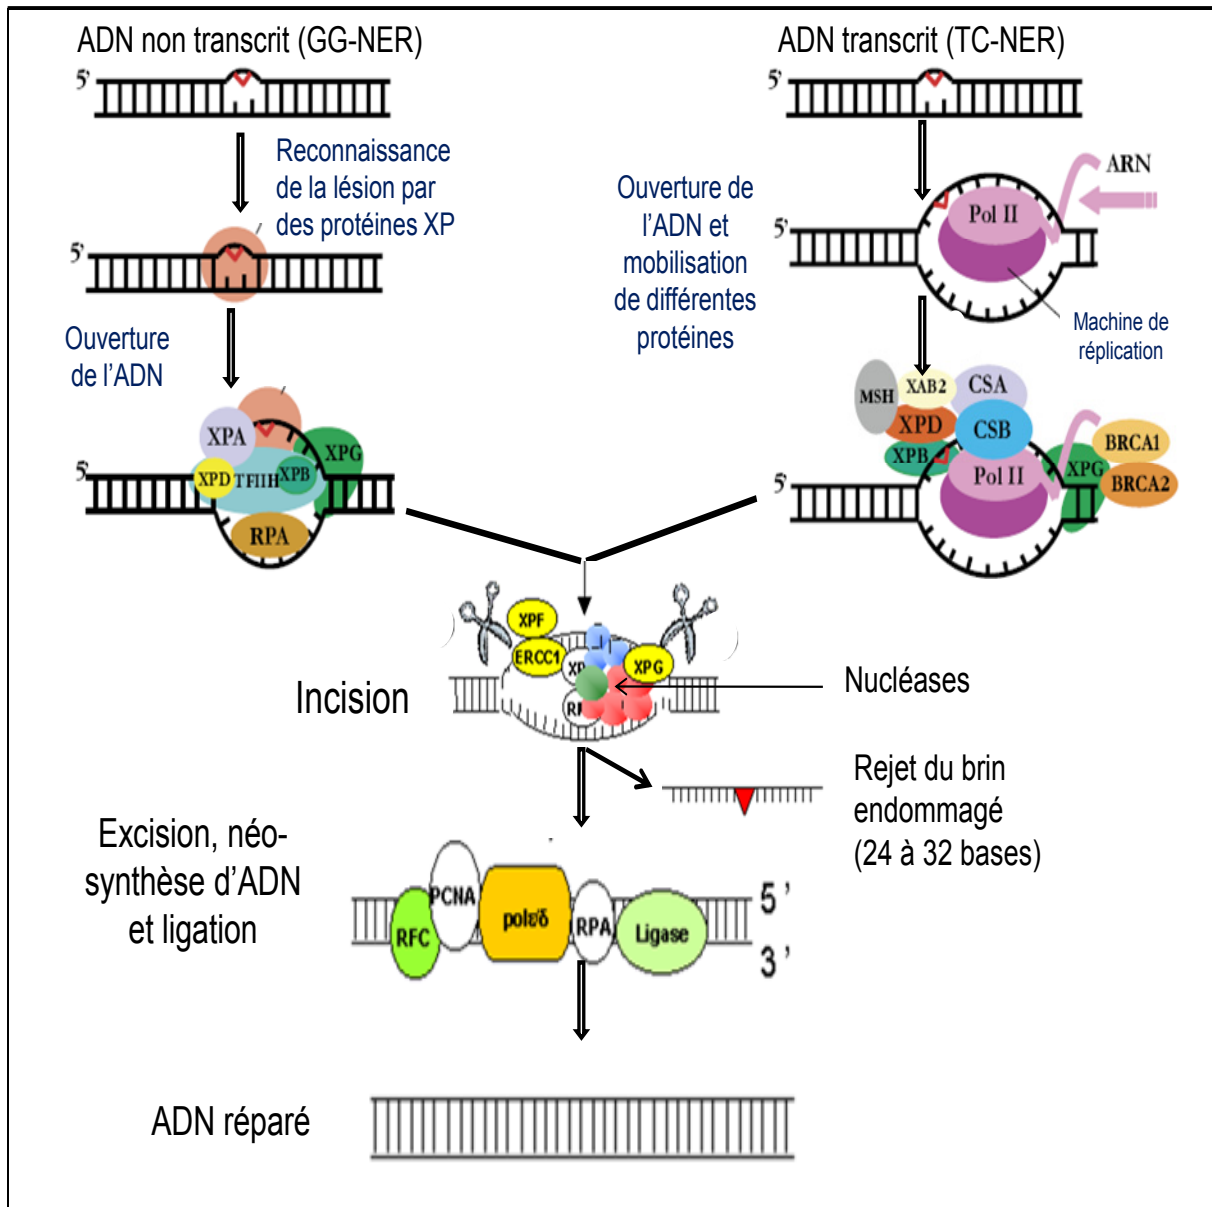 ADN non transcrit (GG-NER)
ADN transcrit (TC-NER)
5'
5'
Reconnaissance
de la lésion par
des protéines XP
Ouverture de
l'ADN et
mobilisation
de différentes
protéines
ARN
Pol II
5'
5'
Machine de
réplication
Ouverture
de l'ADN
MSH
XAB2
CSA
XPD
CSB
XPB
Pol II
XPG
BRCA1
BRCA2
5'
XPA
XPG
XPD
TFIIH
XPB
RPA
5'
XPF
ERCC1
XP
XPG
Incision
Nucléases
Rejet du brin
endommagé
(24 à 32 bases)
Excision, néo-
synthèse d'ADN
et ligation
PCNA
RFC
polε/δ
RPA
Ligase
5 '
3 '
ADN réparé